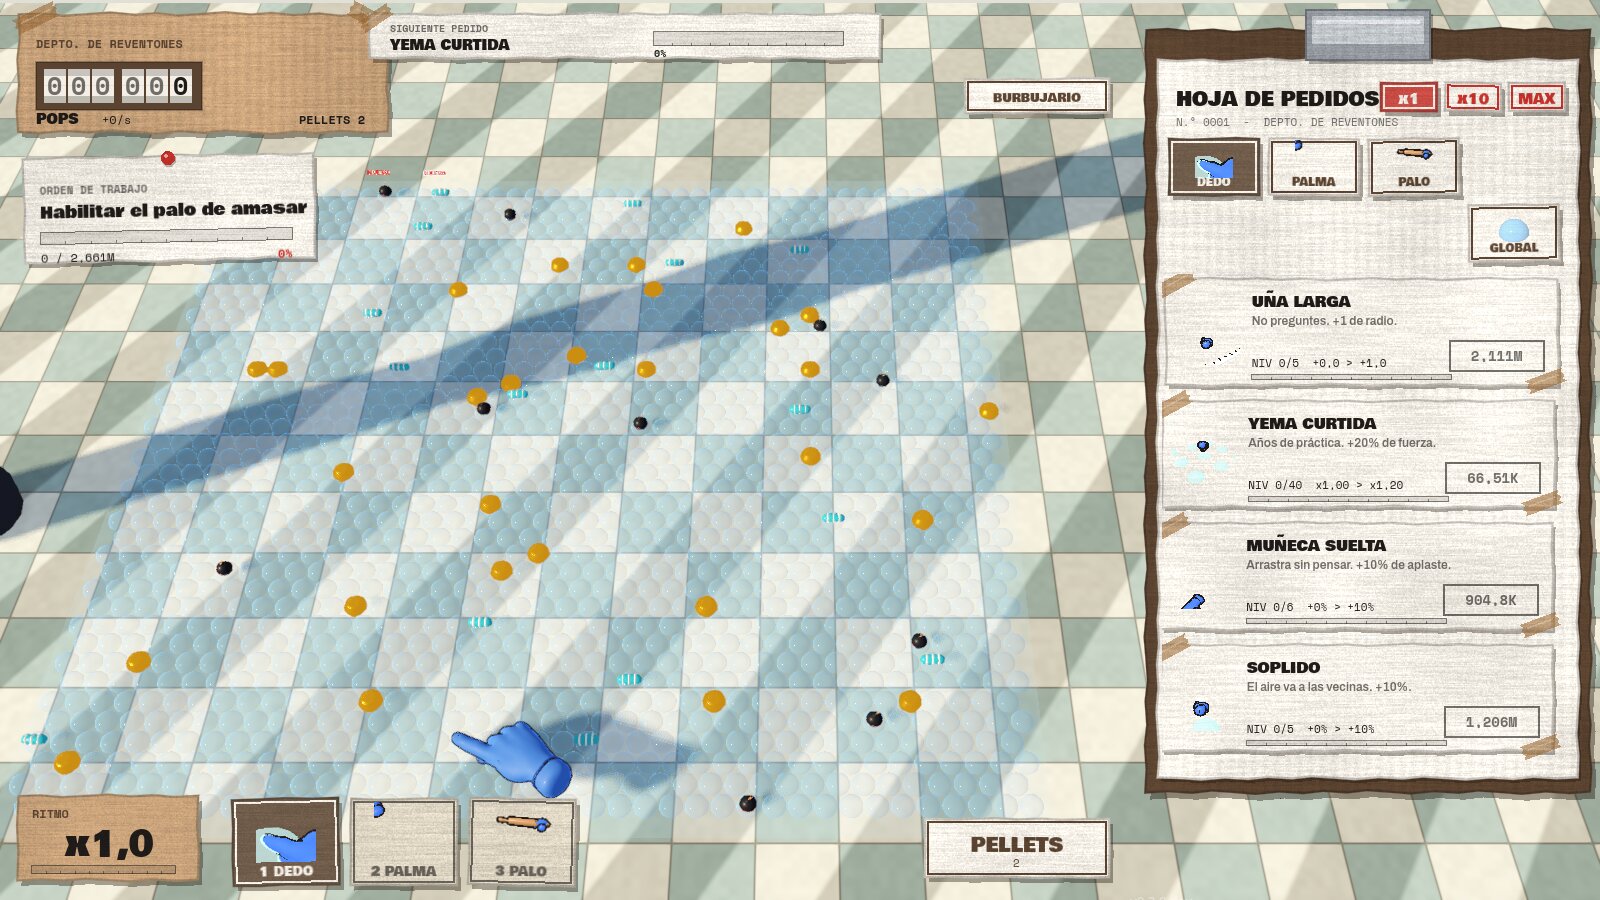 DEPTO. DE REVENTONES
000000
POPS +0/s PELLETS 2
SIGUIENTE PEDIDO
YEMA CURTIDA
0%
BURBUJARIO
ORDEN DE TRABAJO
Habilitar el palo de amasar
0 / 2,661M 0%
HOJA DE PEDIDOS x1 x10 MAX
N.° 0001 - DEPTO. DE REVENTONES
DEDO PALMA PALO
GLOBAL
UÑA LARGA
No preguntes. +1 de radio.
NIV 0/5 +0,0 > +1,0 2,111M
YEMA CURTIDA
Años de práctica. +20% de fuerza.
NIV 0/40 x1,00 > x1,20 66,51K
MUÑECA SUELTA
Arrastra sin pensar. +10% de aplaste.
NIV 0/6 +0% > +10% 904,8K
SOPLIDO
El aire va a las vecinas. +10%.
NIV 0/5 +0% > +10% 1,206M
RITMO
x1,0
1 DEDO 2 PALMA 3 PALO
PELLETS
2